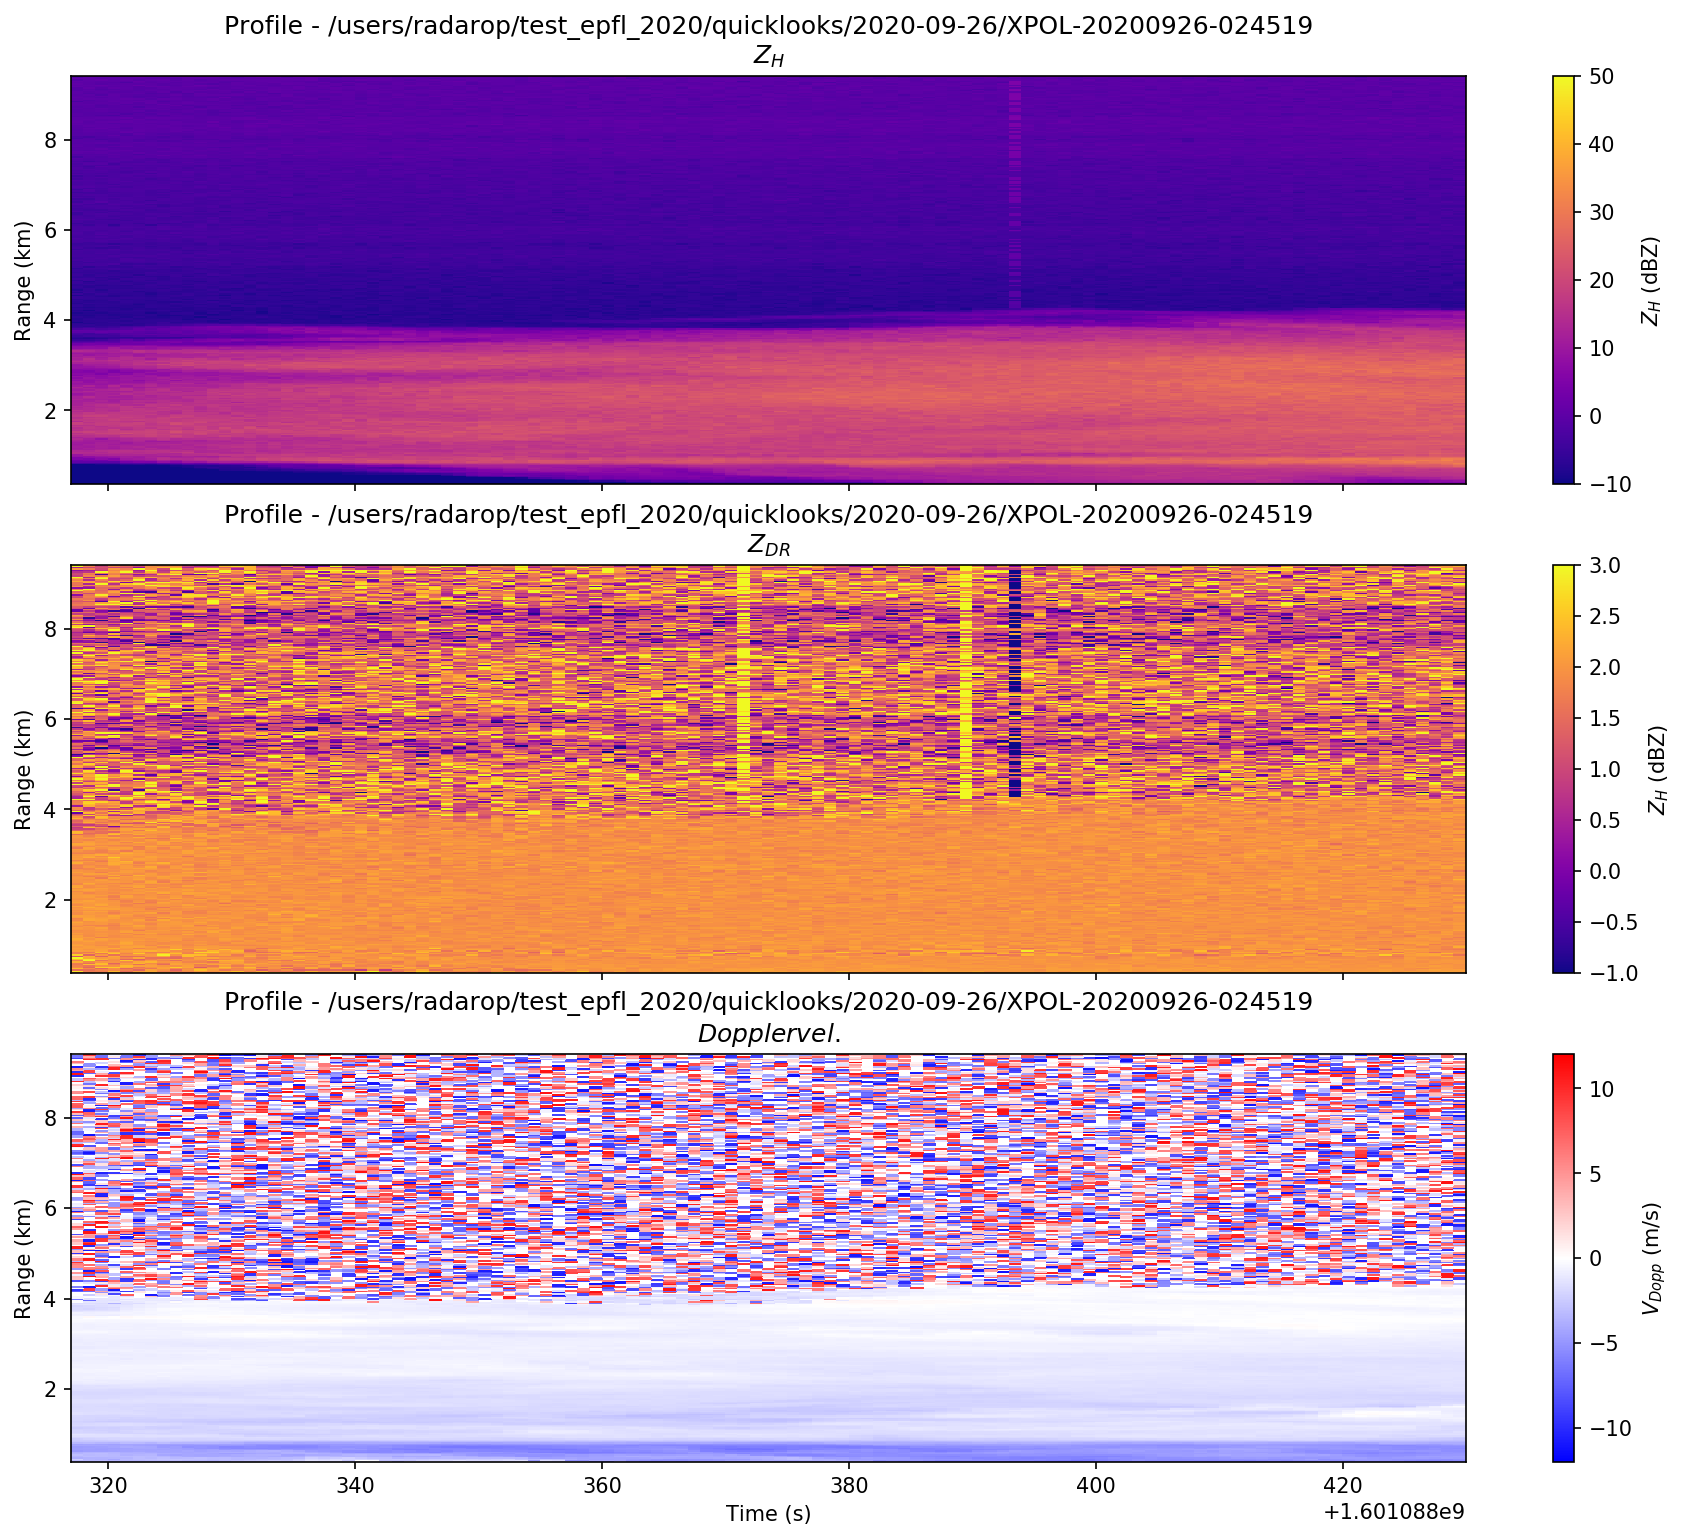 Profile - /users/radarop/test_epfl_2020/quicklooks/2020-09-26/XPOL-20200926-024519
Z_H
8
6
4
2
Range (km)
50
40
30
20
10
0
−10
Z_H (dBZ)
Profile - /users/radarop/test_epfl_2020/quicklooks/2020-09-26/XPOL-20200926-024519
Z_DR
8
6
4
2
Range (km)
3.0
2.5
2.0
1.5
1.0
0.5
0.0
−0.5
−1.0
Z_H (dBZ)
Profile - /users/radarop/test_epfl_2020/quicklooks/2020-09-26/XPOL-20200926-024519
Dopplervel.
8
6
4
2
Range (km)
10
5
0
−5
−10
V_Dopp (m/s)
320 340 360 380 400 420
Time (s)
+1.601088e9